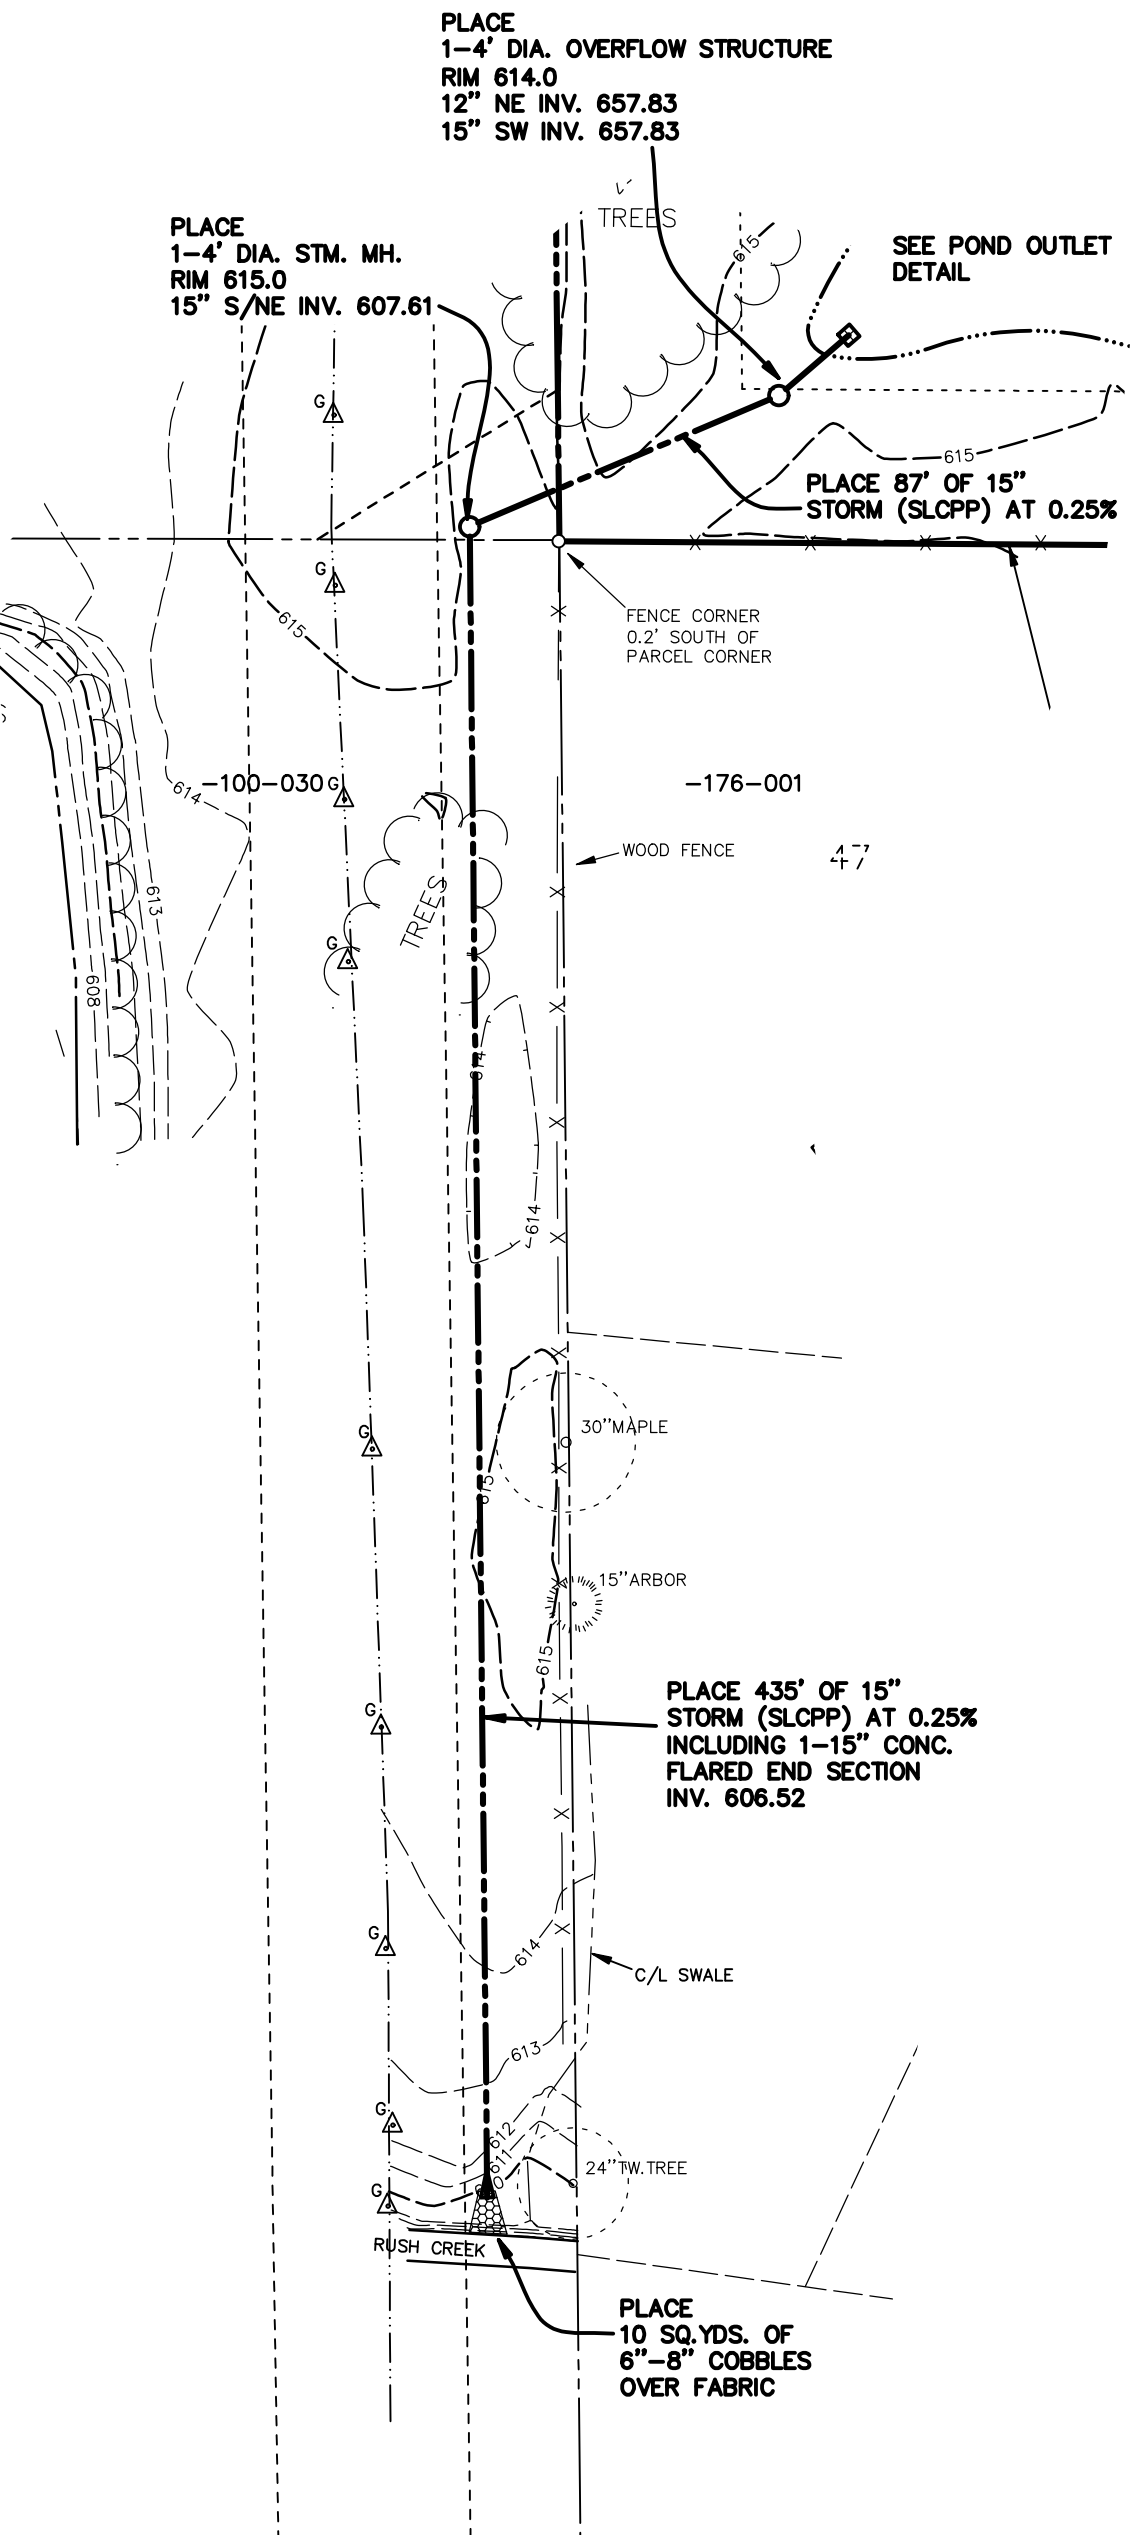 PLACE
1-4' DIA. OVERFLOW STRUCTURE
RIM 614.0
12" NE INV. 657.83
15" SW INV. 657.83
TREES
PLACE
1-4' DIA. STM. MH.
RIM 615.0
15" S/NE INV. 607.61
SEE POND OUTLET
DETAIL
615
G
615
PLACE 87' OF 15"
STORM (SLCPP) AT 0.25%
G
615
FENCE CORNER
0.2' SOUTH OF
PARCEL CORNER
614
-100-030
G
-176-001
WOOD FENCE
613
TREES
G
608
614
614
30"MAPLE
G
615
15"ARBOR
615
PLACE 435' OF 15"
STORM (SLCPP) AT 0.25%
INCLUDING 1-15" CONC.
FLARED END SECTION
INV. 606.52
G
G
614
C/L SWALE
613
G
612
611
24"TW.TREE
G
RUSH CREEK
PLACE
10 SQ.YDS. OF
6"-8" COBBLES
OVER FABRIC